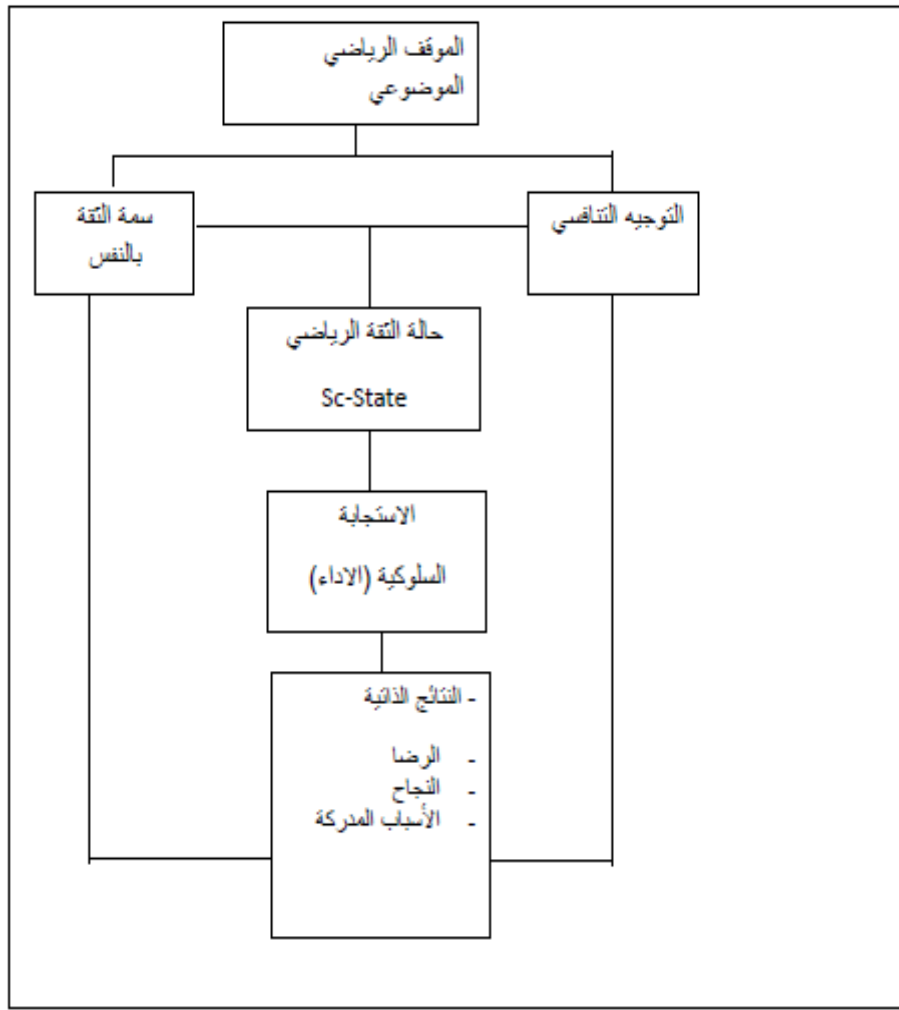 الموقف الرياضي
الموضوعي
التوجيه التنافسي
سمة الثقة
بالنفس
حالة الثقة الرياضي
Sc-State
الاستجابة
السلوكية (الاداء)
- النتائج الذاتية
- الرضا
- النجاح
- الأسباب المدركة